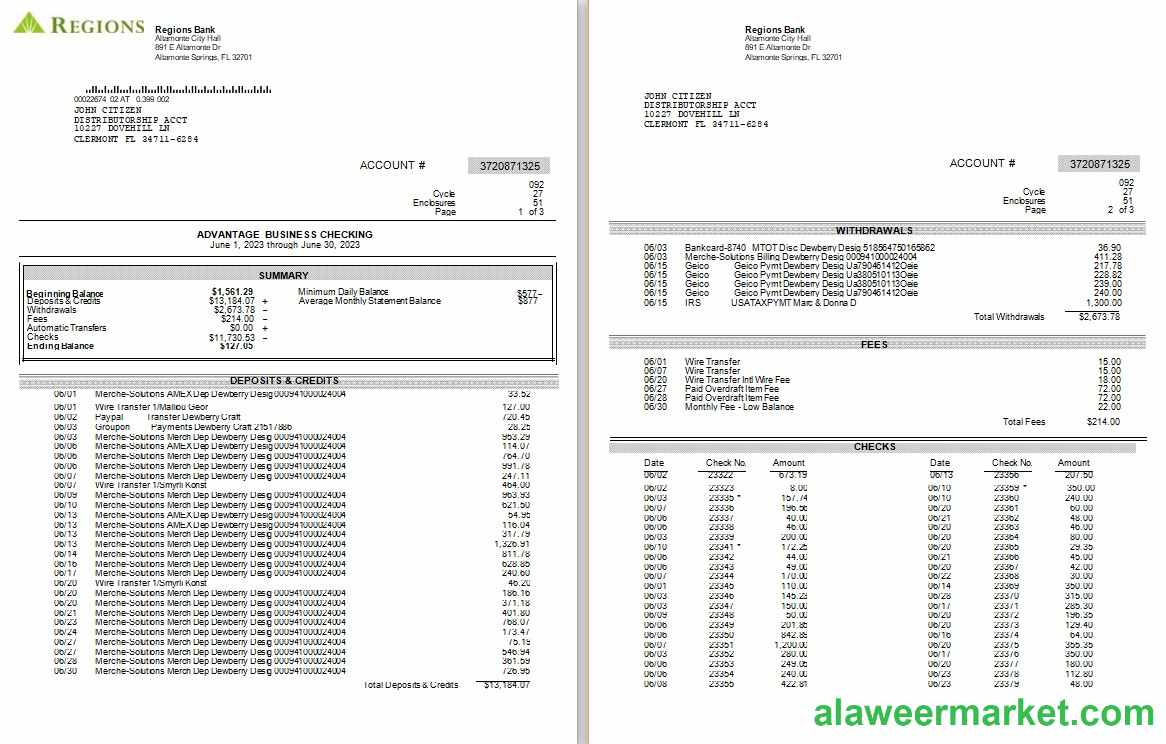 REGIONS
Regions Bank
Altamonte City Hall
891 E Altamonte Dr
Altamonte Springs, FL 32701
00022674 02 AT 0.399 002
JOHN CITIZEN
DISTRIBUTORSHIP ACCT
10227 DOVEHILL LN
CLERMONT FL 34711-6284
ACCOUNT # 3720871325
092
Cycle 27
Enclosures 51
Page 1 of 3
ADVANTAGE BUSINESS CHECKING
June 1, 2023 through June 30, 2023
SUMMARY
Beginning Balance $1,561.29 Minimum Daily Balance $577-
Deposits & Credits $13,184.07 + Average Monthly Statement Balance $877
Withdrawals $2,673.78 -
Fees $214.00 -
Automatic Transfers $0.00 +
Checks $11,730.53 -
Ending Balance $127.05
DEPOSITS & CREDITS
06/01 Merche-Solutions AMEX Dep Dewberry Desig 000941000024004 33.52
06/01 Wire Transfer 1/Maliou Geor 127.00
06/02 Paypal Transfer Dewberry Craft 720.45
06/03 Groupon Payments Dewberry Craft 21517886 28.25
06/03 Merche-Solutions Merch Dep Dewberry Desig 000941000024004 953.29
06/06 Merche-Solutions AMEX Dep Dewberry Desig 000941000024004 114.07
06/06 Merche-Solutions Merch Dep Dewberry Desig 000941000024004 764.70
06/06 Merche-Solutions Merch Dep Dewberry Desig 000941000024004 991.78
06/07 Merche-Solutions Merch Dep Dewberry Desig 000941000024004 247.11
06/07 Wire Transfer 1/Smyrli Konst 464.00
06/09 Merche-Solutions Merch Dep Dewberry Desig 000941000024004 963.93
06/10 Merche-Solutions Merch Dep Dewberry Desig 000941000024004 621.50
06/13 Merche-Solutions AMEX Dep Dewberry Desig 000941000024004 54.95
06/13 Merche-Solutions AMEX Dep Dewberry Desig 000941000024004 116.04
06/13 Merche-Solutions Merch Dep Dewberry Desig 000941000024004 317.79
06/13 Merche-Solutions Merch Dep Dewberry Desig 000941000024004 1,326.91
06/14 Merche-Solutions Merch Dep Dewberry Desig 000941000024004 811.78
06/16 Merche-Solutions Merch Dep Dewberry Desig 000941000024004 628.85
06/17 Merche-Solutions Merch Dep Dewberry Desig 000941000024004 240.60
06/20 Wire Transfer 1/Smyrli Konst 46.20
06/20 Merche-Solutions Merch Dep Dewberry Desig 000941000024004 186.16
06/20 Merche-Solutions Merch Dep Dewberry Desig 000941000024004 371.18
06/21 Merche-Solutions Merch Dep Dewberry Desig 000941000024004 401.80
06/23 Merche-Solutions Merch Dep Dewberry Desig 000941000024004 768.07
06/24 Merche-Solutions Merch Dep Dewberry Desig 000941000024004 173.47
06/27 Merche-Solutions Merch Dep Dewberry Desig 000941000024004 75.19
06/27 Merche-Solutions Merch Dep Dewberry Desig 000941000024004 546.94
06/28 Merche-Solutions Merch Dep Dewberry Desig 000941000024004 361.59
06/30 Merche-Solutions Merch Dep Dewberry Desig 000941000024004 726.95
Total Deposits & Credits $13,184.07
Regions Bank
Altamonte City Hall
891 E Altamonte Dr
Altamonte Springs, FL 32701
JOHN CITIZEN
DISTRIBUTORSHIP ACCT
10227 DOVEHILL LN
CLERMONT FL 34711-6284
ACCOUNT # 3720871325
092
Cycle 27
Enclosures 51
Page 2 of 3
WITHDRAWALS
06/03 Bankcard-8740 MTOT Disc Dewberry Desig 518564750165862 36.90
06/03 Merche-Solutions Billing Dewberry Desig 000941000024004 411.28
06/15 Geico Geico Pymt Dewberry Desig Ua790461412Oeie 217.78
06/15 Geico Geico Pymt Dewberry Desig Ua380510113Oeie 228.82
06/15 Geico Geico Pymt Dewberry Desig Ua380510113Oeie 239.00
06/15 Geico Geico Pymt Dewberry Desig Ua790461412Oeie 240.00
06/15 IRS USATAXPYMT Marc & Donna D 1,300.00
Total Withdrawals $2,673.78
FEES
06/01 Wire Transfer 15.00
06/07 Wire Transfer 15.00
06/20 Wire Transfer Intl Wire Fee 18.00
06/27 Paid Overdraft Item Fee 72.00
06/28 Paid Overdraft Item Fee 72.00
06/30 Monthly Fee - Low Balance 22.00
Total Fees $214.00
CHECKS
Date Check No. Amount Date Check No. Amount
06/02 23322 673.19 06/13 23356 207.50
06/02 23323 8.00 06/10 23359 * 350.00
06/03 23335 * 157.74 06/10 23360 240.00
06/07 23336 196.56 06/20 23361 60.00
06/06 23337 40.00 06/21 23362 48.00
06/06 23338 46.00 06/20 23363 46.00
06/03 23339 200.00 06/20 23364 80.00
06/10 23341 * 172.25 06/20 23365 29.35
06/06 23342 44.00 06/21 23366 45.00
06/06 23343 49.00 06/20 23367 42.00
06/07 23344 170.00 06/22 23368 30.00
06/01 23345 110.00 06/14 23369 350.00
06/03 23346 145.23 06/28 23370 315.00
06/03 23347 150.00 06/17 23371 285.30
06/09 23348 50.00 06/20 23372 196.35
06/06 23349 201.85 06/20 23373 129.40
06/06 23350 842.89 06/16 23374 64.00
06/07 23351 1,200.00 06/20 23375 355.35
06/03 23352 280.00 06/17 23376 350.00
06/06 23353 249.05 06/20 23377 180.00
06/06 23354 240.00 06/23 23378 112.80
06/08 23355 422.81 06/23 23379 48.00
alaweermarket.com